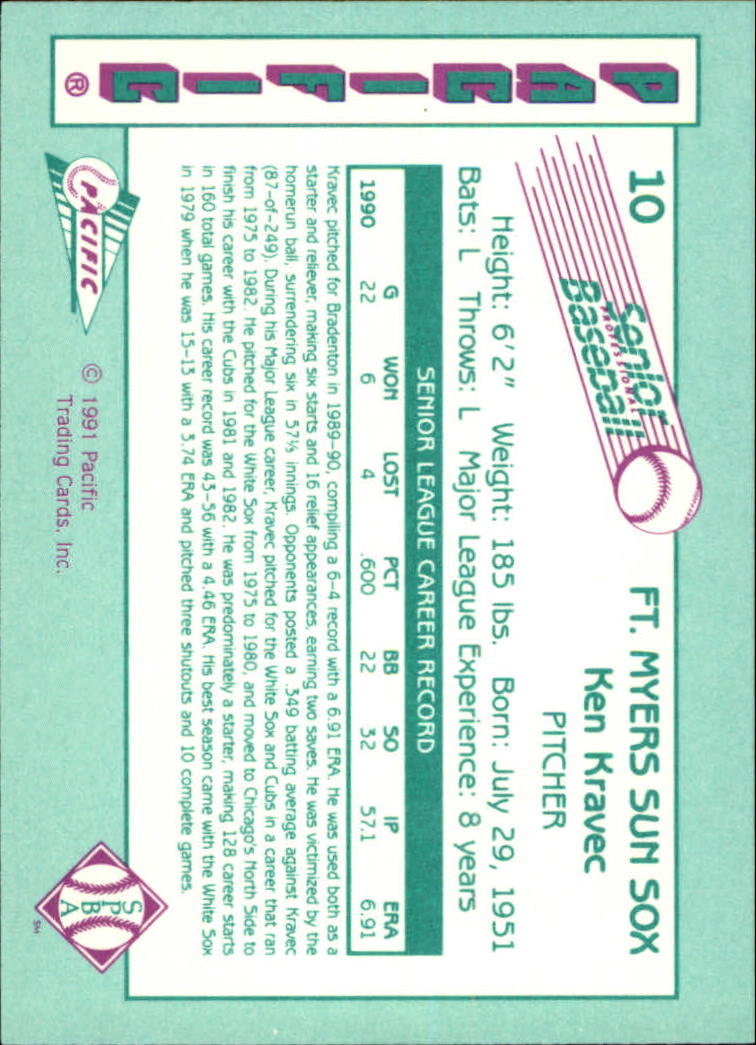 PACIFIC®
10
Senior
PROFESSIONAL
Baseball
FT. MYERS SUN SOX
Ken Kravec
PITCHER
Height: 6'2" Weight: 185 lbs. Born: July 29, 1951
Bats: L Throws: L Major League Experience: 8 years
SENIOR LEAGUE CAREER RECORD
G WON LOST PCT BB SO IP ERA
1990 22 6 4 .600 22 32 57.1 6.91
Kravec pitched for Bradenton in 1989-90, compiling a 6-4 record with a 6.91 ERA. He was used both as a
starter and reliever, making six starts and 16 relief appearances, earning two saves. He was victimized by the
homerun ball, surrendering six in 57⅓ innings. Opponents posted a .349 batting average against Kravec
(87-of-249). During his Major League career, Kravec pitched for the White Sox and Cubs in a career that ran
from 1975 to 1982. He pitched for the White Sox from 1975 to 1980, and moved to Chicago's North Side to
finish his career with the Cubs in 1981 and 1982. He was predominately a starter, making 128 career starts
in 160 total games. His career record was 43-56 with a 4.46 ERA. His best season came with the White Sox
in 1979 when he was 15-13 with a 3.74 ERA and pitched three shutouts and 10 complete games.
PACIFIC
© 1991 Pacific
Trading Cards, Inc.
S
P
B
A
SM